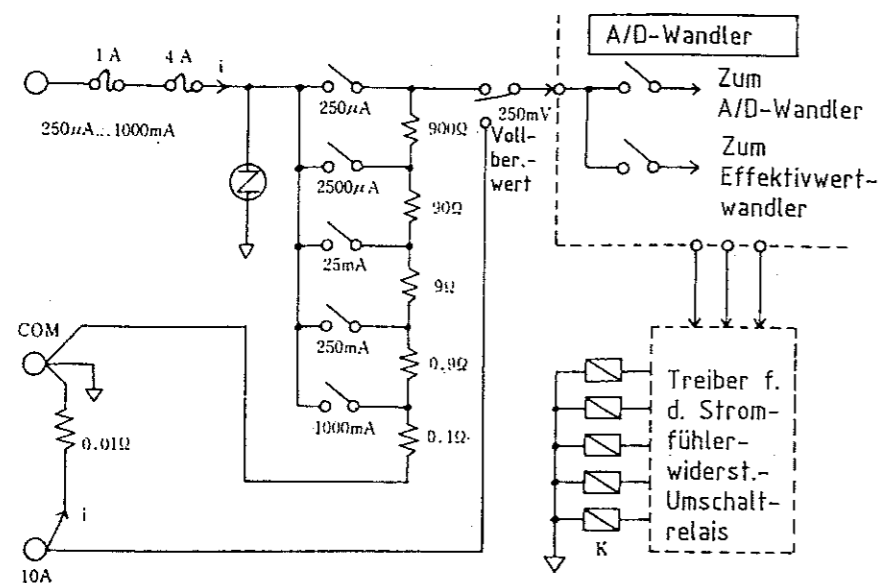 1 A
4 A
i
250μA...1000mA
250μA
2500μA
25mA
250mA
1000mA
900Ω
90Ω
9Ω
0.9Ω
0.1Ω
250mV
Voll-
ber.-
wert
A/D-Wandler
Zum
A/D-Wandler
Zum
Effektivwert-
wandler
COM
0.01Ω
i
10A
K
Treiber f.
d. Strom-
fühler-
widerst.-
Umschalt-
relais